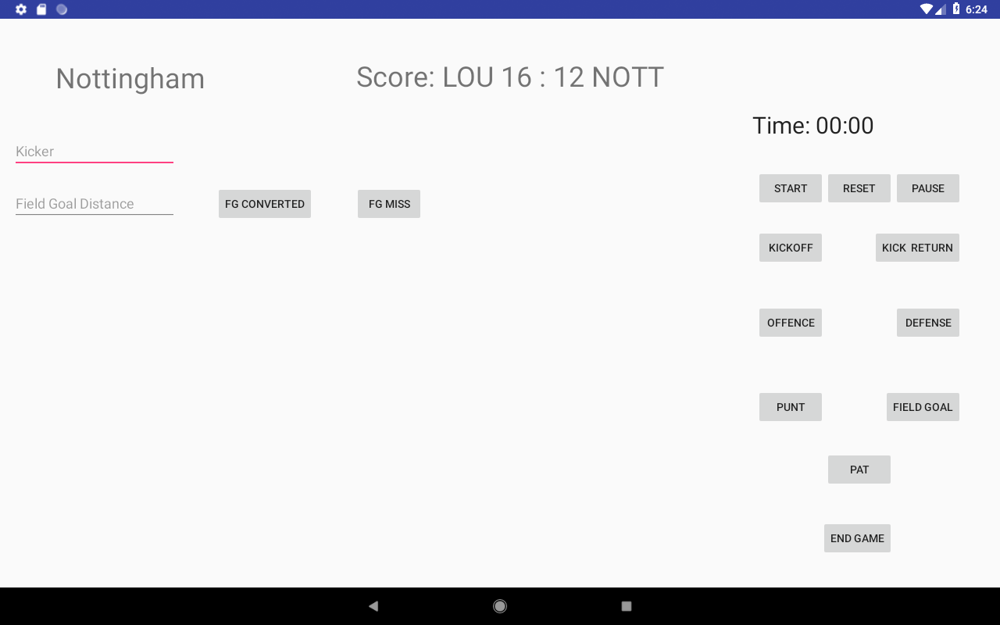 6:24
Nottingham
Score: LOU 16 : 12 NOTT
Time: 00:00
Kicker
START RESET PAUSE
Field Goal Distance FG CONVERTED FG MISS
KICKOFF KICK RETURN
OFFENCE DEFENSE
PUNT FIELD GOAL
PAT
END GAME